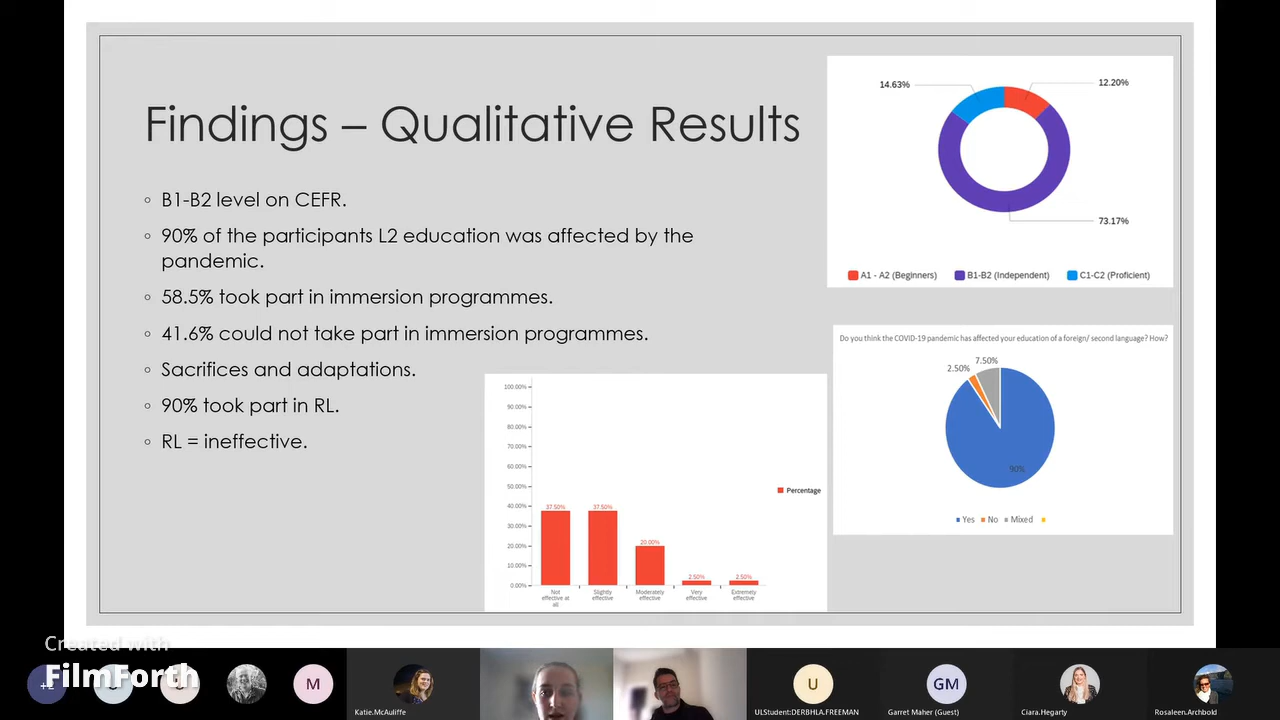 Findings – Qualitative Results
◦ B1-B2 level on CEFR.
◦ 90% of the participants L2 education was affected by the
pandemic.
◦ 58.5% took part in immersion programmes.
◦ 41.6% could not take part in immersion programmes.
◦ Sacrifices and adaptations.
◦ 90% took part in RL.
◦ RL = ineffective.
14.63%
12.20%
73.17%
A1 - A2 (Beginners) B1-B2 (Independent) C1-C2 (Proficient)
Do you think the COVID-19 pandemic has affected your education of a foreign/ second language? How?
7.50%
2.50%
90%
Yes No Mixed
100.00%
90.00%
80.00%
70.00%
60.00%
50.00%
40.00%
30.00%
20.00%
10.00%
0.00%
37.50% 37.50% 20.00% 2.50% 2.50%
Not effective at all
Slightly effective
Moderately effective
Very effective
Extremely effective
Percentage
Created with
FilmForth
M
Katie.McAuliffe
U
ULStudent:DERBHLA.FREEMAN
GM
Garret Maher (Guest)
Ciara.Hegarty
Rosaleen.Archbold